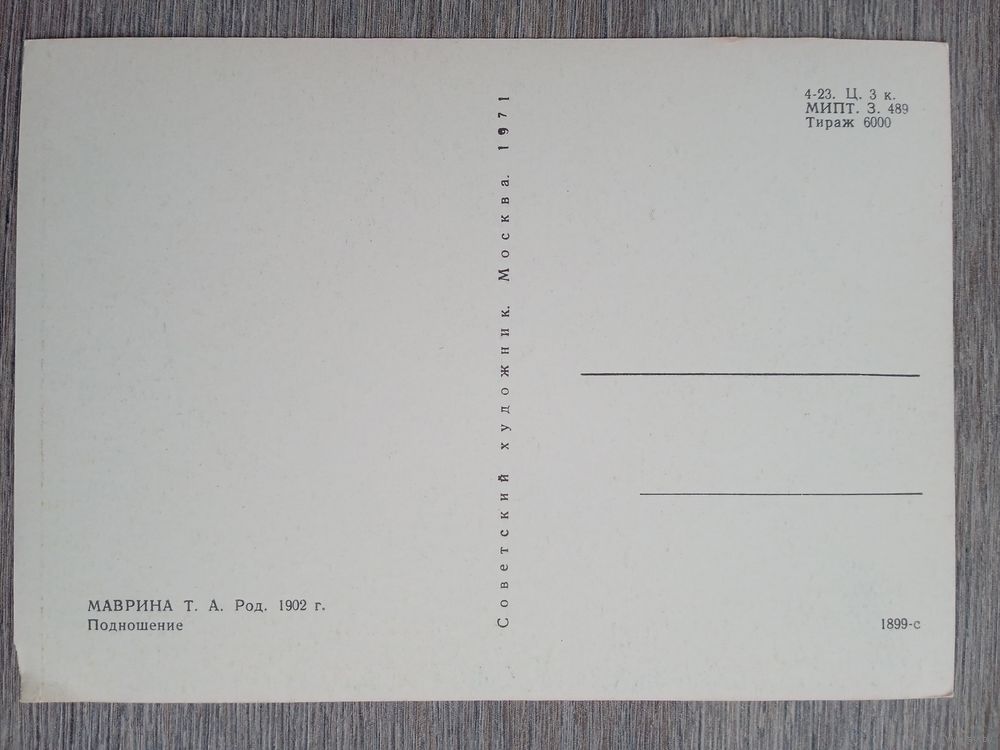 4-23. Ц. 3 к.
МИПТ. З. 489
Тираж 6000
Советский художник. Москва. 1971
МАВРИНА Т. А. Род. 1902 г.
Подношение
1899-с